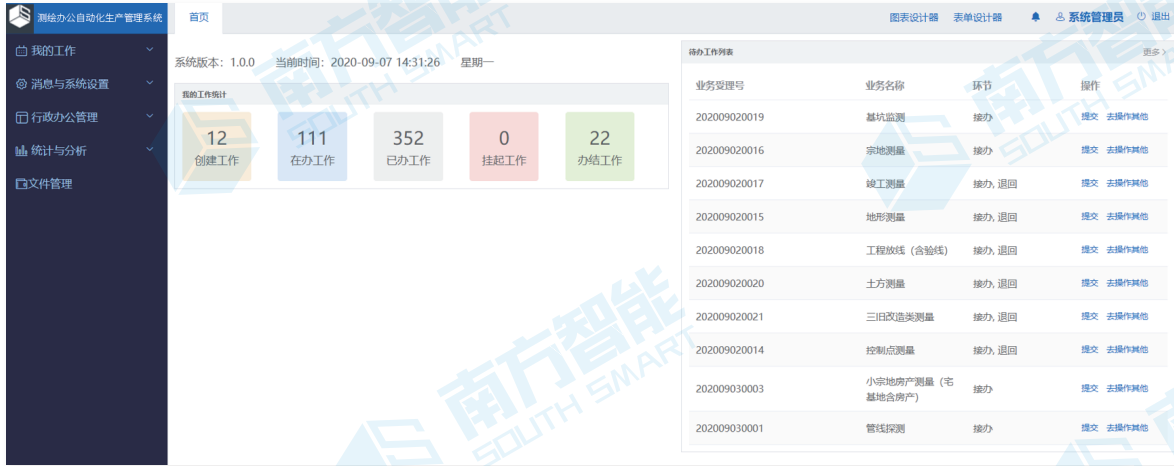 测绘办公自动化生产管理系统
首页
图表设计器 表单设计器 系统管理员 退出
我的工作
消息与系统设置
行政办公管理
统计与分析
文件管理
系统版本：1.0.0 当前时间：2020-09-07 14:31:26 星期一
我的工作统计
12 111 352 0 22
创建工作 在办工作 已办工作 挂起工作 办结工作
待办工作列表 更多>
业务受理号 业务名称 环节 操作
202009020019 基坑监测 接办 提交 去操作其他
202009020016 宗地测量 接办 提交 去操作其他
202009020017 竣工测量 接办, 退回 提交 去操作其他
202009020015 地形测量 接办, 退回 提交 去操作其他
202009020018 工程放线（含验线） 接办, 退回 提交 去操作其他
202009020020 土方测量 接办, 退回 提交 去操作其他
202009020021 三旧改造类测量 接办, 退回 提交 去操作其他
202009020014 控制点测量 接办, 退回 提交 去操作其他
202009030003 小宗地房产测量（宅
基地含房产） 接办 提交 去操作其他
202009030001 管线探测 接办 提交 去操作其他
南方智能
SOUTH SMART